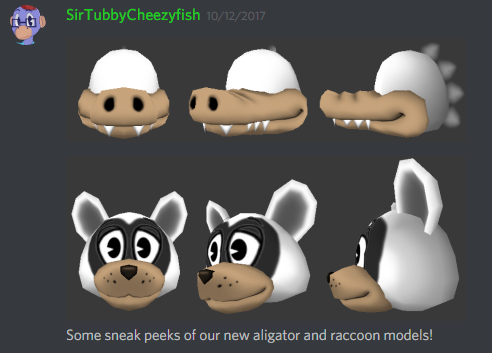 SirTubbyCheezyfish 10/12/2017
Some sneak peeks of our new aligator and raccoon models!